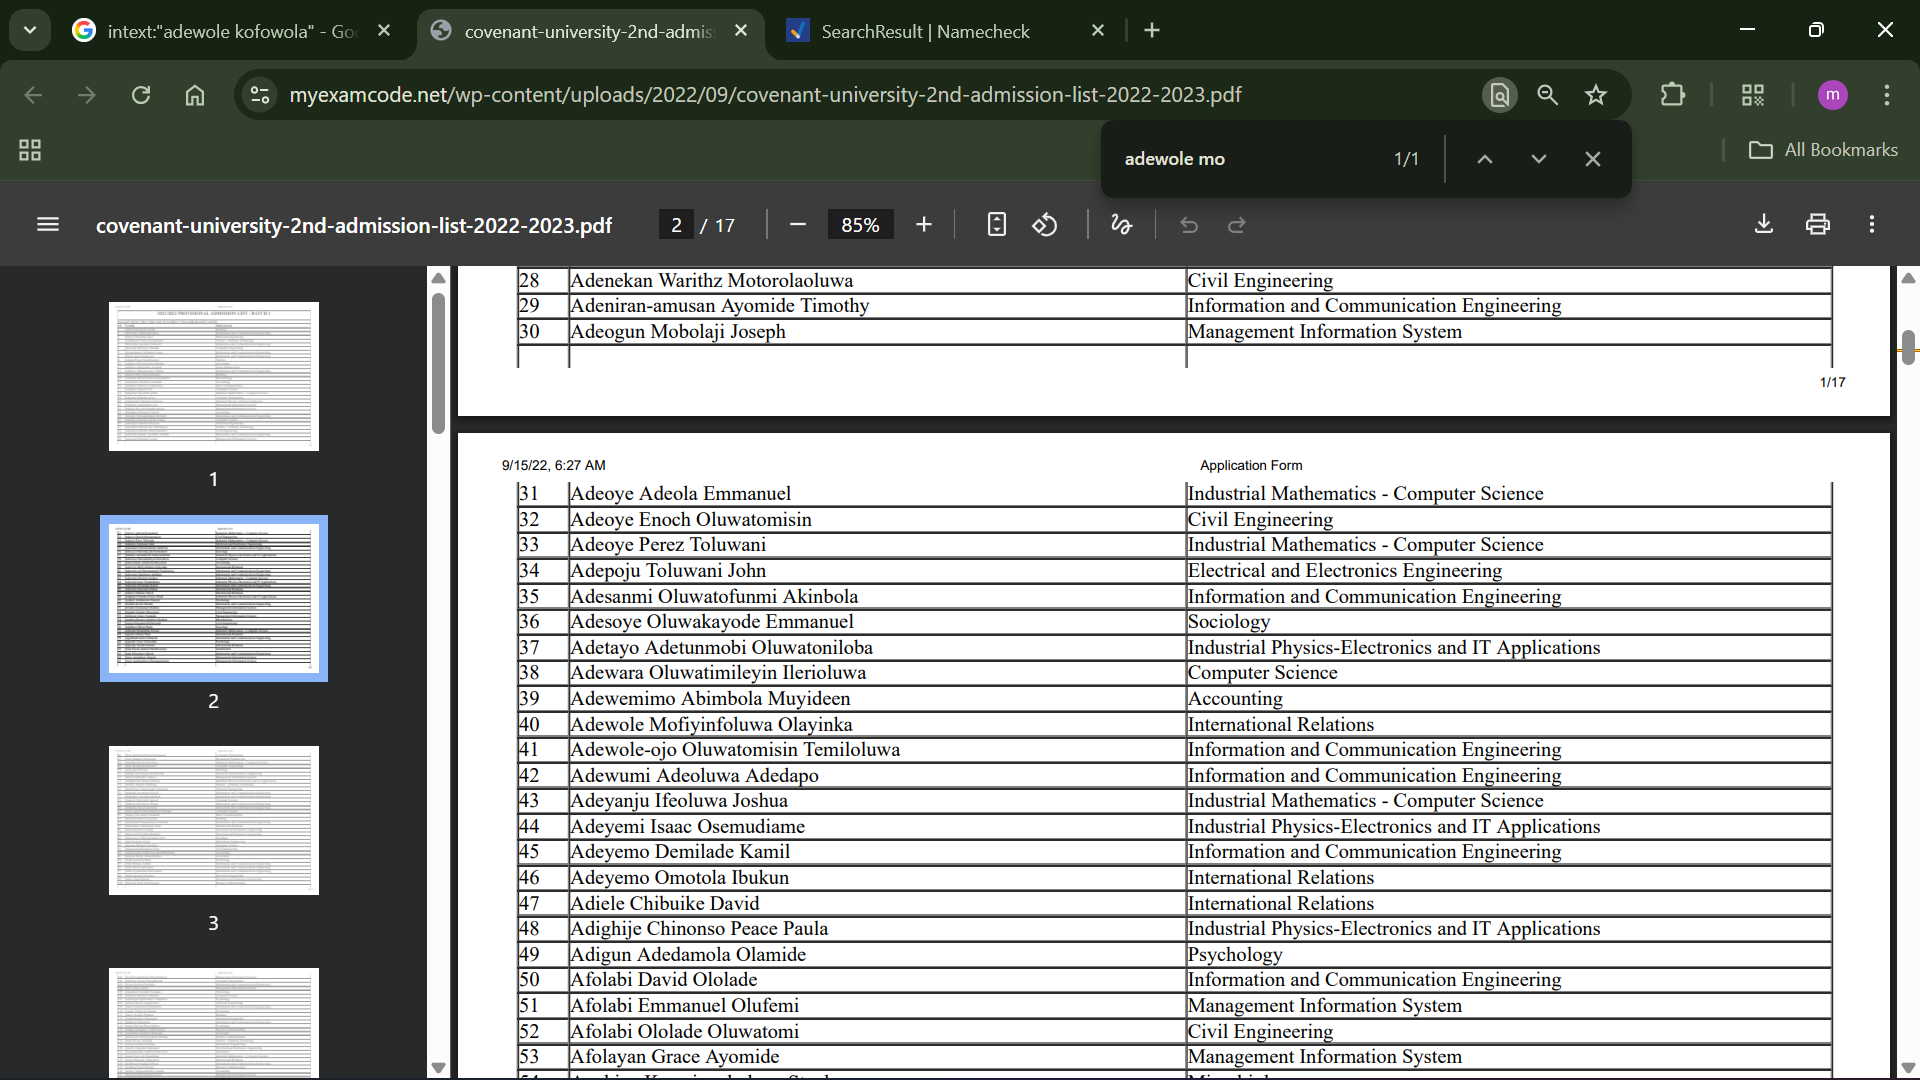 intext:"adewole kofowola" - Goo
covenant-university-2nd-admis
SearchResult | Namecheck
myexamcode.net/wp-content/uploads/2022/09/covenant-university-2nd-admission-list-2022-2023.pdf
m
adewole mo
1/1
All Bookmarks
covenant-university-2nd-admission-list-2022-2023.pdf
2 / 17
85%
28 Adenekan Warithz Motorolaoluwa Civil Engineering
29 Adeniran-amusan Ayomide Timothy Information and Communication Engineering
30 Adeogun Mobolaji Joseph Management Information System
1/17
9/15/22, 6:27 AM Application Form
31 Adeoye Adeola Emmanuel Industrial Mathematics - Computer Science
32 Adeoye Enoch Oluwatomisin Civil Engineering
33 Adeoye Perez Toluwani Industrial Mathematics - Computer Science
34 Adepoju Toluwani John Electrical and Electronics Engineering
35 Adesanmi Oluwatofunmi Akinbola Information and Communication Engineering
36 Adesoye Oluwakayode Emmanuel Sociology
37 Adetayo Adetunmobi Oluwatoniloba Industrial Physics-Electronics and IT Applications
38 Adewara Oluwatimileyin Ilerioluwa Computer Science
39 Adewemimo Abimbola Muyideen Accounting
40 Adewole Mofiyinfoluwa Olayinka International Relations
41 Adewole-ojo Oluwatomisin Temiloluwa Information and Communication Engineering
42 Adewumi Adeoluwa Adedapo Information and Communication Engineering
43 Adeyanju Ifeoluwa Joshua Industrial Mathematics - Computer Science
44 Adeyemi Isaac Osemudiame Industrial Physics-Electronics and IT Applications
45 Adeyemo Demilade Kamil Information and Communication Engineering
46 Adeyemo Omotola Ibukun International Relations
47 Adiele Chibuike David International Relations
48 Adighije Chinonso Peace Paula Industrial Physics-Electronics and IT Applications
49 Adigun Adedamola Olamide Psychology
50 Afolabi David Ololade Information and Communication Engineering
51 Afolabi Emmanuel Olufemi Management Information System
52 Afolabi Ololade Oluwatomi Civil Engineering
53 Afolayan Grace Ayomide Management Information System
1
2
3